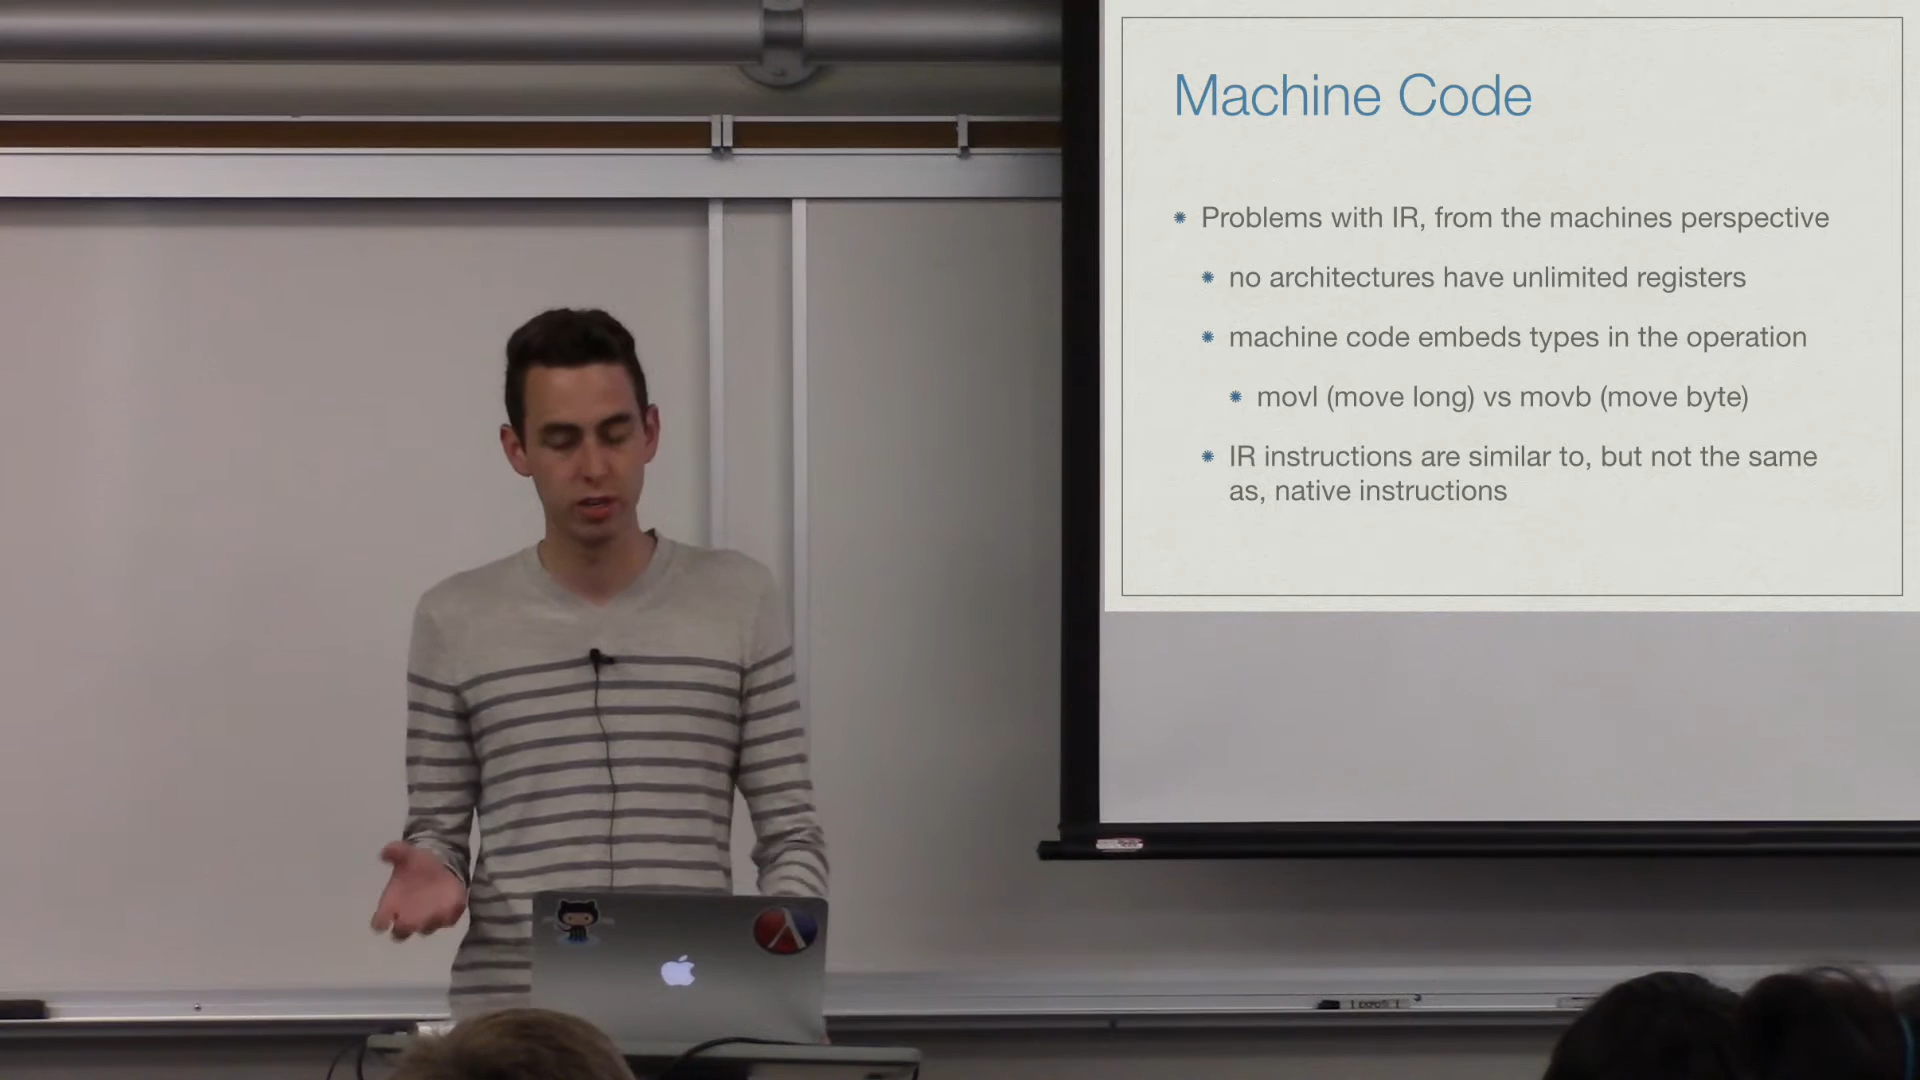 Machine Code
Problems with IR, from the machines perspective
no architectures have unlimited registers
machine code embeds types in the operation
movl (move long) vs movb (move byte)
IR instructions are similar to, but not the same
as, native instructions
EXPO